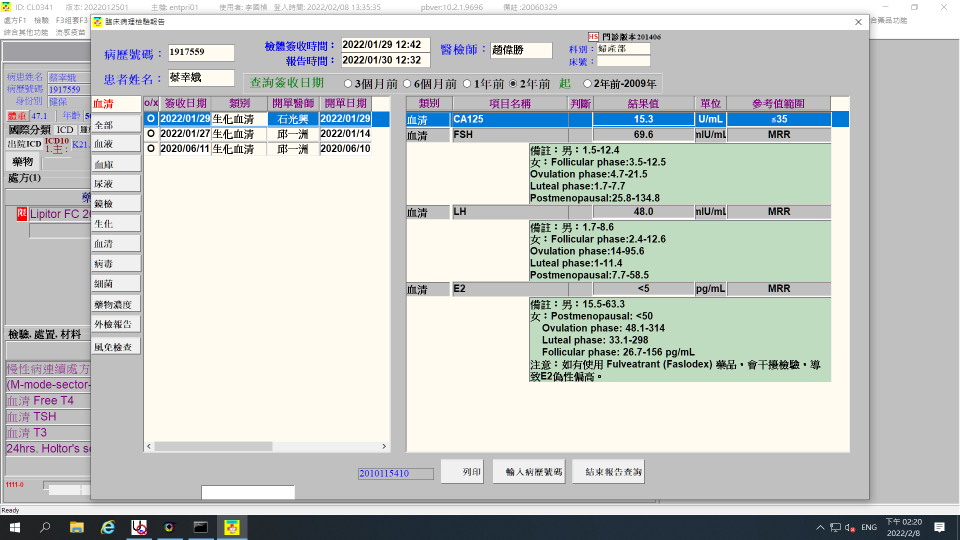 ID: CL0341 版本: 2022012501 主程式: entpri01 使用者: 李國楨 登入時間: 2022/02/08 13:35:35 pbver:10.2.1.9696 備註:20060329
處方F1 檢驗 F3組套F3
綜合其他功能 流感疫苗
合藥品功能
臨床病理檢驗報告
病歷號碼: 1917559
檢體簽收時間: 2022/01/29 12:42
報告時間: 2022/01/30 12:32
醫檢師: 趙偉勝
HS 門診版本201406
科別: 婦產部
床號:
患者姓名: 蔡幸娥
查詢簽收日期 3個月前 6個月前 1年前 2年前 起 2年前-2009年
病患姓名 蔡幸娥
病歷號碼 1917559
身份別 健保
體重 47.1 年齡
國際分類 ICD
出院ICD ICD10 1.主: K21.
藥物
處方(1)
限 Lipitor FC 20
檢驗, 處置, 材料
慢性病連續處方
(M-mode-sector-
血清 Free T4
血清 TSH
血清 T3
24hrs. Holtor's s
1111-0
Ready
血清
全部
血液
血庫
尿液
鏡檢
生化
血清
病毒
細菌
藥物濃度
外檢報告
風免檢查
o/x 簽收日期 類別 開單醫師 開單日期
O 2022/01/29 生化血清 石光興 2022/01/29
O 2022/01/27 生化血清 邱一洲 2022/01/14
O 2020/06/11 生化血清 邱一洲 2020/06/10
類別 項目名稱 判斷 結果值 單位 參考值範圍
血清 CA125 15.3 U/mL ≤35
血清 FSH 69.6 mIU/mL MRR
備註:男:1.5-12.4
女:Follicular phase:3.5-12.5
Ovulation phase:4.7-21.5
Luteal phase:1.7-7.7
Postmenopausal:25.8-134.8
血清 LH 48.0 mIU/mL MRR
備註:男:1.7-8.6
女:Follicular phase:2.4-12.6
Ovulation phase:14-95.6
Luteal phase:1-11.4
Postmenopausal:7.7-58.5
血清 E2 <5 pg/mL MRR
備註:男:15.5-63.3
女:Postmenopausal: <50
Ovulation phase: 48.1-314
Luteal phase: 33.1-298
Follicular phase: 26.7-156 pg/mL
注意:如有使用 Fulveatrant (Faslodex) 藥品,會干擾檢驗,導
致E2偽性偏高。
2010115410 列印 輸入病歷號碼 結束報告查詢
ENG 下午 02:20
2022/2/8